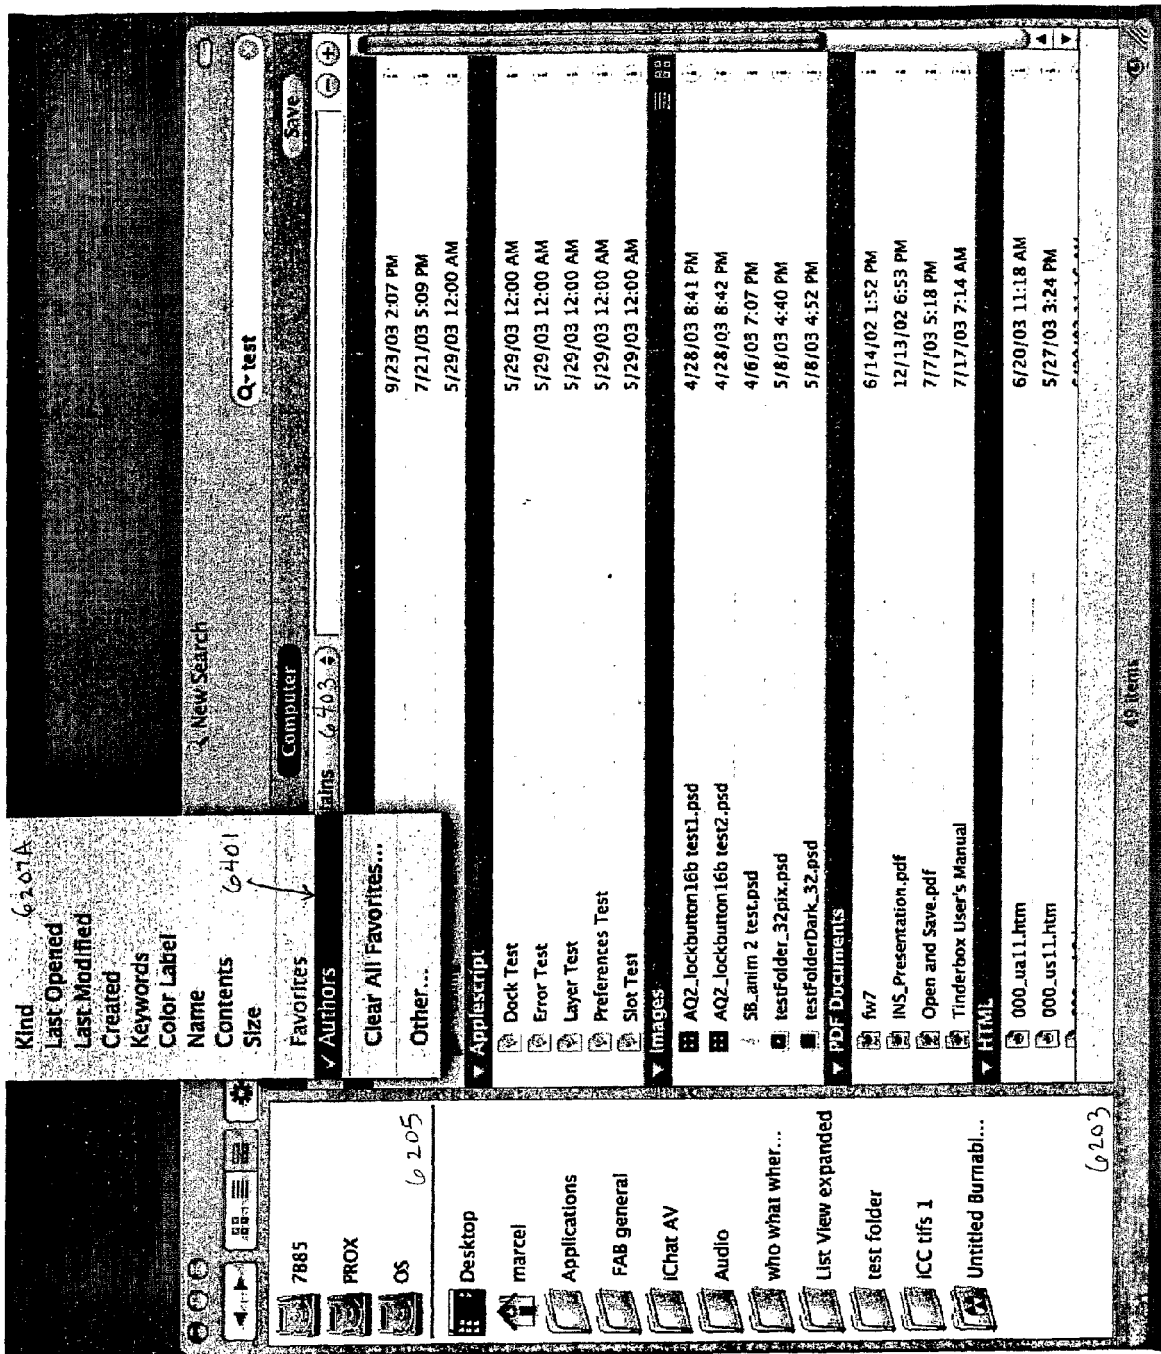 Kind 6207A
Last Opened
Last Modified
Created
Keywords
Color Label
Name
Contents 6401
Size
Favorites
✓ Authors
Clear All Favorites...
Other...
New Search
Q- test
Computer
Save
6403
7885
PROX
OS
6205
Desktop
marcel
Applications
FAB general
iChat AV
Audio
who what wher...
List View expanded
test folder
iCC tifs 1
Untitled Burnabl...
6203
9/23/03 2:07 PM
7/21/03 5:09 PM
5/29/03 12:00 AM
▼ Applescript
Dock Test 5/29/03 12:00 AM
Error Test 5/29/03 12:00 AM
Layer Test 5/29/03 12:00 AM
Preferences Test 5/29/03 12:00 AM
Slot Test 5/29/03 12:00 AM
▼ Images
AQ2_lockbutton16b test1.psd 4/28/03 8:41 PM
AQ2_lockbutton16b test2.psd 4/28/03 8:42 PM
SB_anim 2 test.psd 4/6/03 7:07 PM
testFolder_32pix.psd 5/8/03 4:40 PM
testFolderDark_32.psd 5/8/03 4:52 PM
▼ PDF Documents
fw7 6/14/02 1:52 PM
INS_Presentation.pdf 12/13/02 6:53 PM
Open and Save.pdf 7/7/03 5:18 PM
Tinderbox User's Manual 7/17/03 7:14 AM
▼ HTML
000_ua11.htm 6/20/03 11:18 AM
000_us11.htm 5/27/03 3:24 PM
49 items